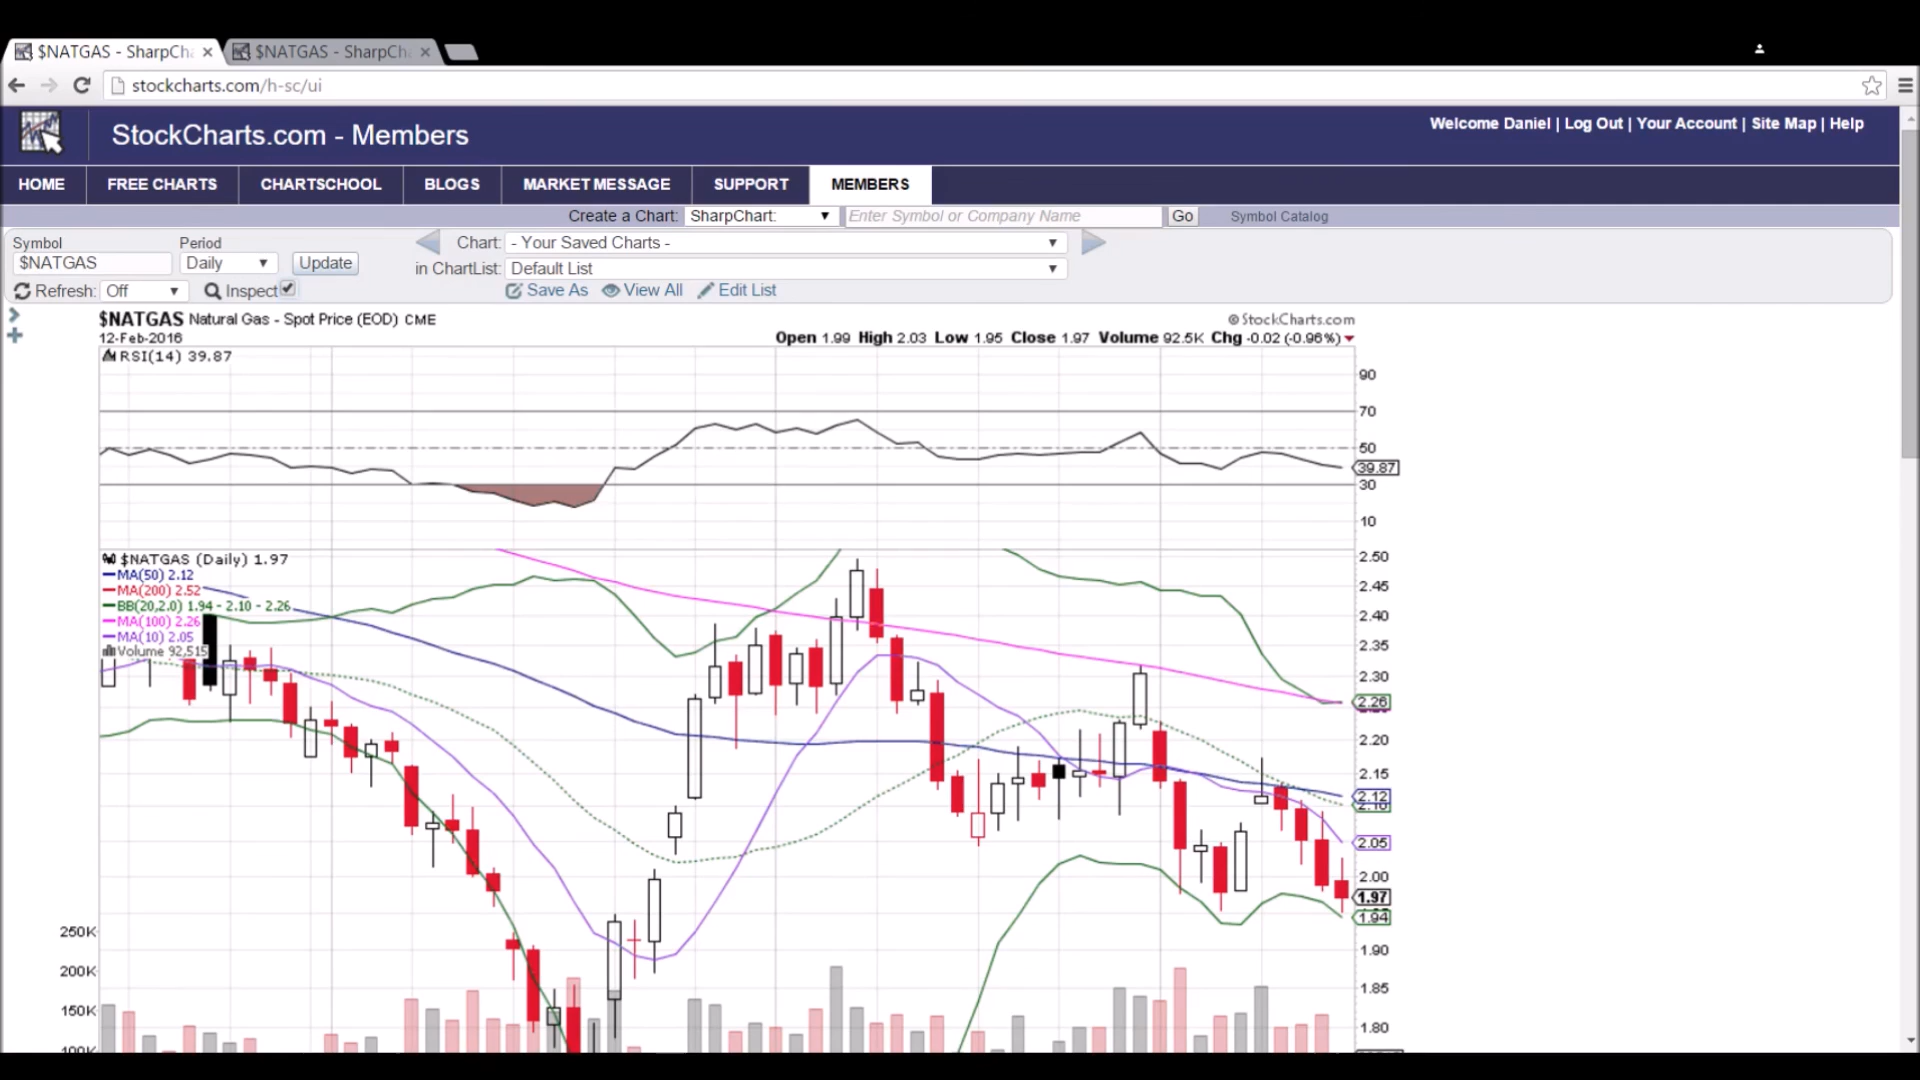 $NATGAS - SharpCha
$NATGAS - SharpCh
stockcharts.com/h-sc/ui
StockCharts.com - Members
Welcome Daniel | Log Out | Your Account | Site Map | Help
HOME FREE CHARTS CHARTSCHOOL BLOGS MARKET MESSAGE SUPPORT MEMBERS
Create a Chart: SharpChart: Enter Symbol or Company Name Go Symbol Catalog
Symbol Period Chart: - Your Saved Charts -
$NATGAS Daily Update in ChartList: Default List
Refresh: Off Inspect Save As View All Edit List
$NATGAS Natural Gas - Spot Price (EOD) CME © StockCharts.com
12-Feb-2016 Open 1.99 High 2.03 Low 1.95 Close 1.97 Volume 92.5K Chg -0.02 (-0.96%)
RSI(14) 39.87
90
70
50
39.87
30
10
$NATGAS (Daily) 1.97
MA(50) 2.12
MA(200) 2.52
BB(20,2.0) 1.94 - 2.10 - 2.26
MA(100) 2.26
MA(10) 2.05
Volume 92,515
2.50
2.45
2.40
2.35
2.30
2.26
2.20
2.15
2.12
2.10
2.05
2.00
1.97
1.94
1.90
1.85
1.80
250K
200K
150K
100K